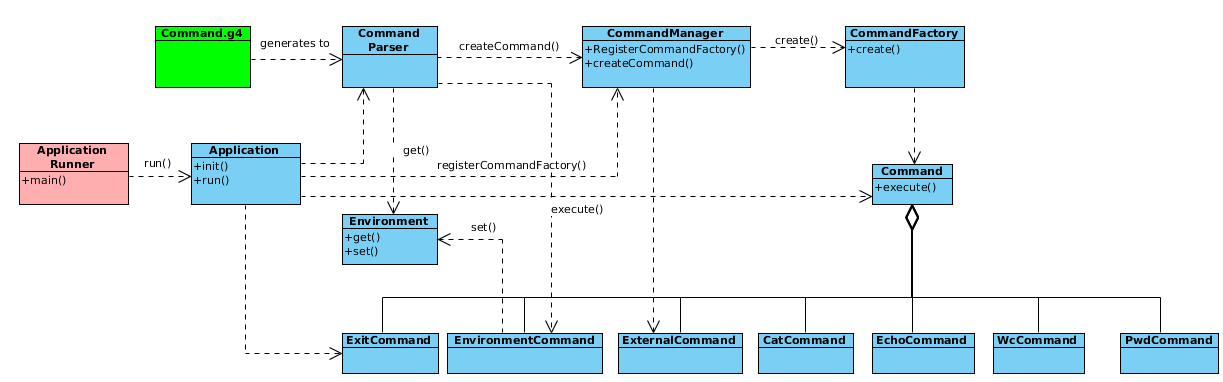 Command.g4
generates to
Command
Parser
createCommand()
CommandManager
+RegisterCommandFactory()
+createCommand()
create()
CommandFactory
+create()
Application
Runner
+main()
run()
Application
+init()
+run()
get()
registerCommandFactory()
Command
+execute()
Environment
+get()
+set()
set()
execute()
ExitCommand
EnvironmentCommand
ExternalCommand
CatCommand
EchoCommand
WcCommand
PwdCommand